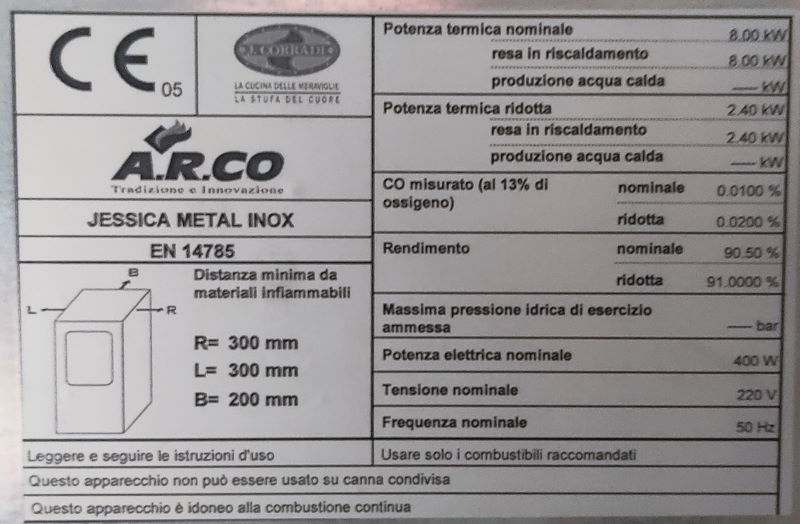 CE 05
J. CORRADI
LA CUCINA DELLE MERAVIGLIE
LA STUFA DEL CUORE
A.R.CO
Tradizione e Innovazione
JESSICA METAL INOX
EN 14785
B
L
R
Distanza minima da
materiali infiammabili
R= 300 mm
L= 300 mm
B= 200 mm
Potenza termica nominale 8.00 kW
resa in riscaldamento 8.00 kW
produzione acqua calda — kW
Potenza termica ridotta 2.40 kW
resa in riscaldamento 2.40 kW
produzione acqua calda — kW
CO misurato (al 13% di nominale 0.0100 %
ossigeno)
ridotta 0.0200 %
Rendimento nominale 90.50 %
ridotta 91.0000 %
Massima pressione idrica di esercizio
ammessa — bar
Potenza elettrica nominale 400 W
Tensione nominale 220 V
Frequenza nominale 50 Hz
Leggere e seguire le istruzioni d'uso
Usare solo i combustibili raccomandati
Questo apparecchio non può essere usato su canna condivisa
Questo apparecchio è idoneo alla combustione continua